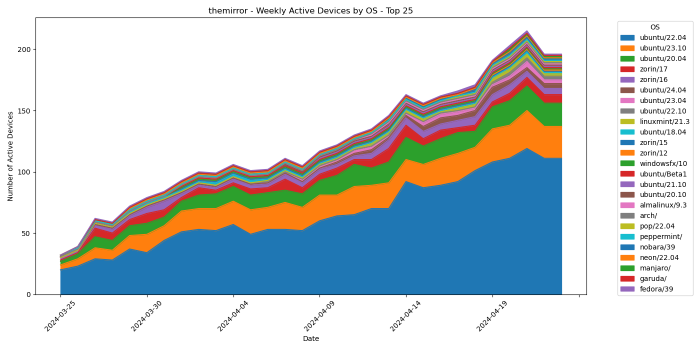 themirror - Weekly Active Devices by OS - Top 25
Number of Active Devices
200
150
100
50
0
2024-03-25
2024-03-30
2024-04-04
2024-04-09
2024-04-14
2024-04-19
Date
OS
ubuntu/22.04
ubuntu/23.10
ubuntu/20.04
zorin/17
zorin/16
ubuntu/24.04
ubuntu/23.04
ubuntu/22.10
linuxmint/21.3
ubuntu/18.04
zorin/15
zorin/12
windowsfx/10
ubuntu/Beta1
ubuntu/21.10
ubuntu/20.10
almalinux/9.3
arch/
pop/22.04
peppermint/
nobara/39
neon/22.04
manjaro/
garuda/
fedora/39